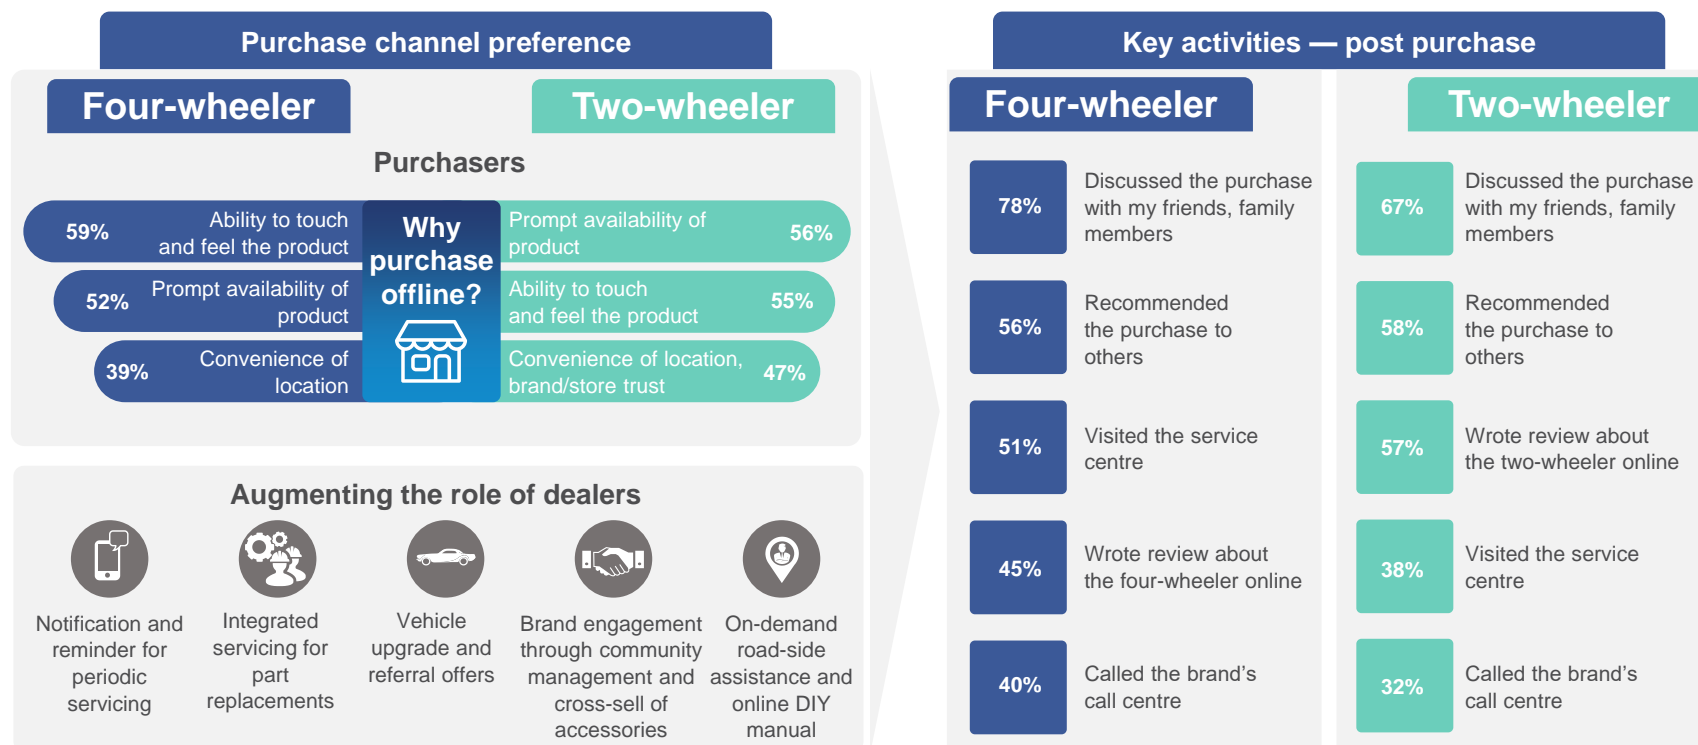 Purchase channel preference
Four-wheeler
Two-wheeler
Purchasers
59%
Ability to touch
and feel the product
52%
Prompt availability of
product
39%
Convenience of
location
Why
purchase
offline?
Prompt availability of
product
56%
Ability to touch
and feel the product
55%
Convenience of location,
brand/store trust
47%
Augmenting the role of dealers
Notification and
reminder for
periodic
servicing
Integrated
servicing for
part
replacements
Vehicle
upgrade and
referral offers
Brand engagement
through community
management and
cross-sell of
accessories
On-demand
road-side
assistance and
online DIY
manual
Key activities — post purchase
Four-wheeler
78%
Discussed the purchase
with my friends, family
members
56%
Recommended
the purchase to
others
51%
Visited the service
centre
45%
Wrote review about
the four-wheeler online
40%
Called the brand’s
call centre
Two-wheeler
67%
Discussed the purchase
with my friends, family
members
58%
Recommended
the purchase to
others
57%
Wrote review about
the two-wheeler online
38%
Visited the service
centre
32%
Called the brand’s
call centre